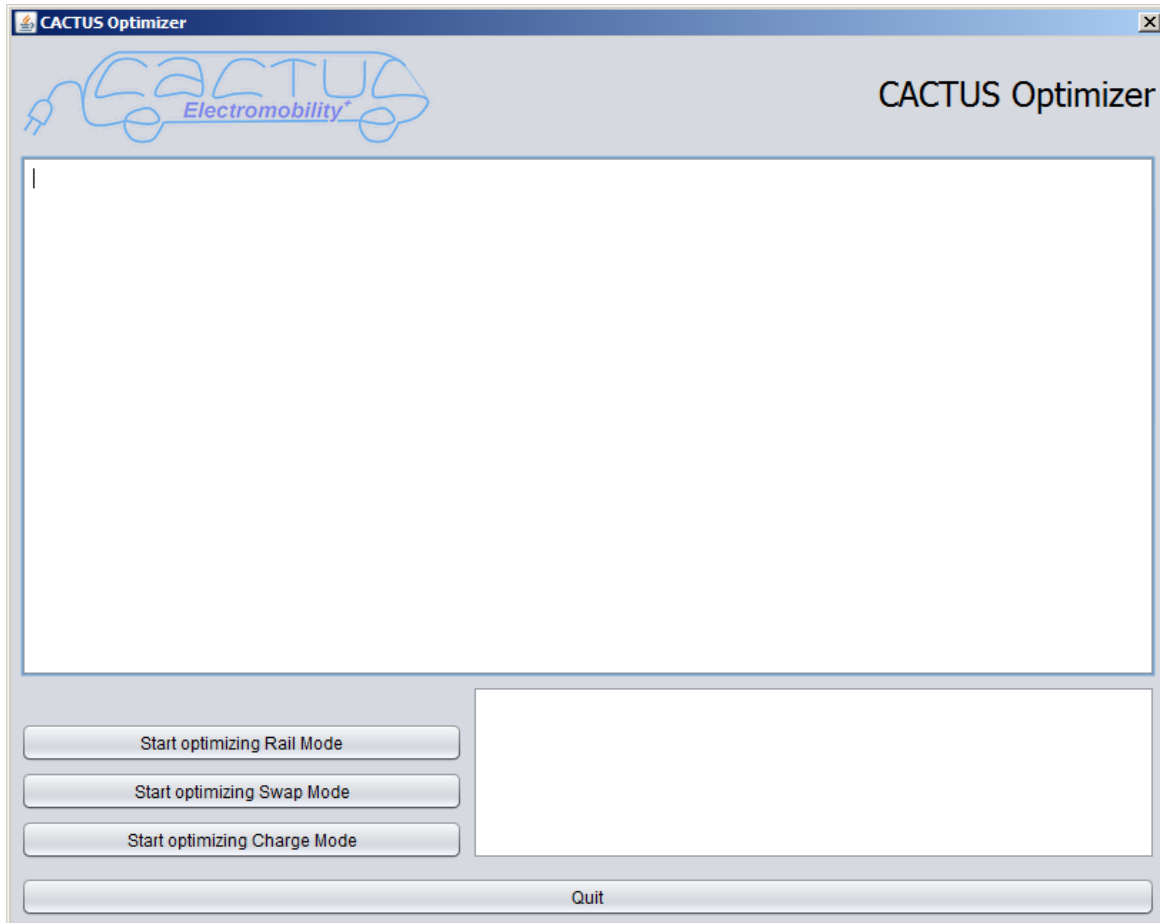 CACTUS Optimizer
CACTUS
Electromobility+
CACTUS Optimizer
Start optimizing Rail Mode
Start optimizing Swap Mode
Start optimizing Charge Mode
Quit